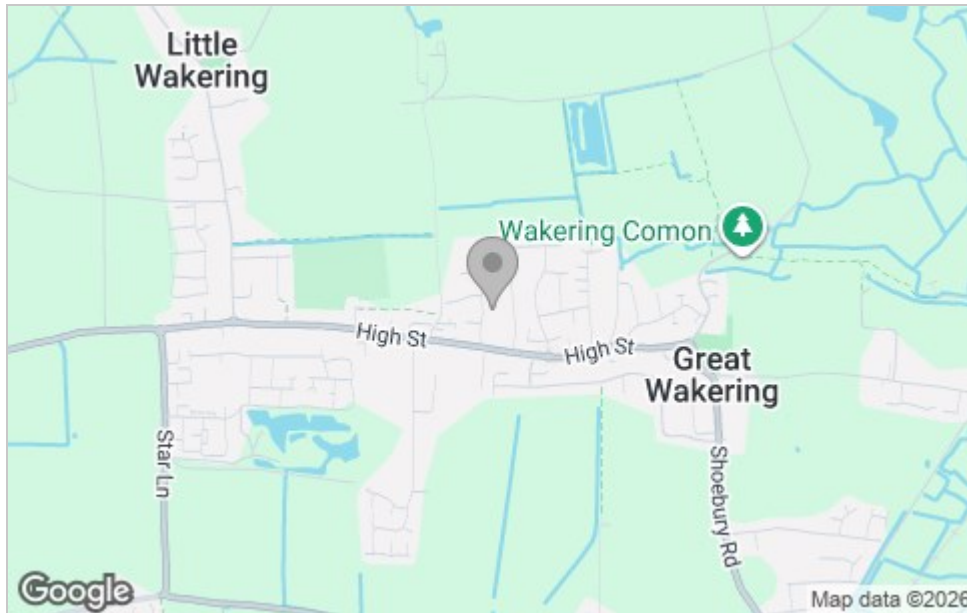 Little
Wakering
Wakering Comon
High St
High St
Great
Wakering
Star Ln
Shoebury Rd
Google
Map data ©2026